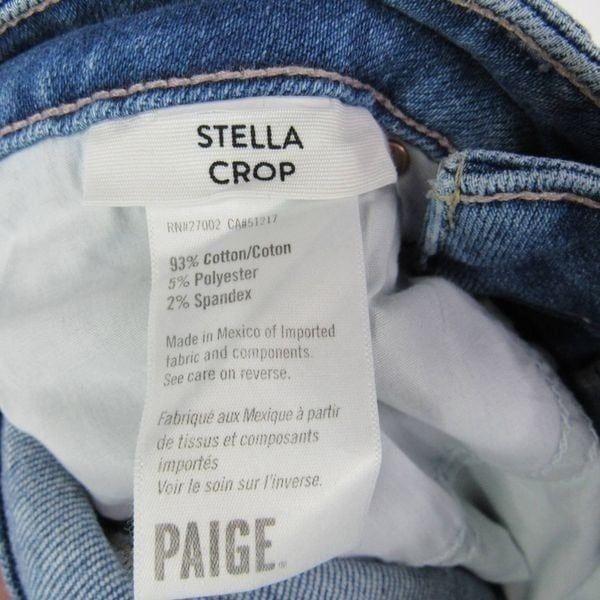 STELLA
CROP
RN#27002 CA#51217
93% Cotton/Coton
5% Polyester
2% Spandex
Made in Mexico of Imported
fabric and components.
See care on reverse.
Fabriqué aux Mexique à partir
de tissus et composants
importés
Voir le soin sur l'inverse.
PAIGE